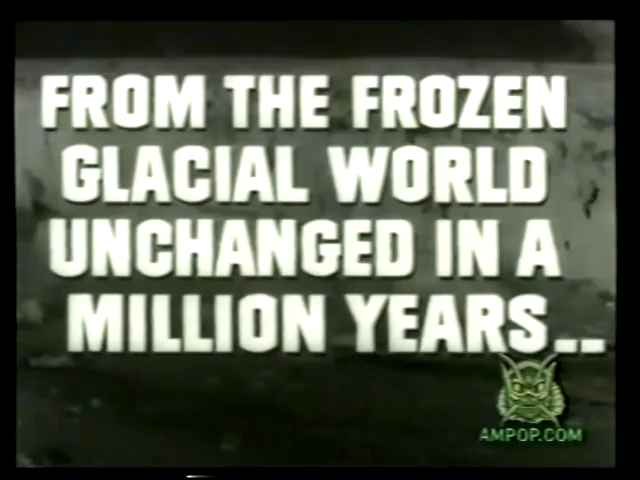 FROM THE FROZEN
GLACIAL WORLD
UNCHANGED IN A
MILLION YEARS..
AMPOP.COM